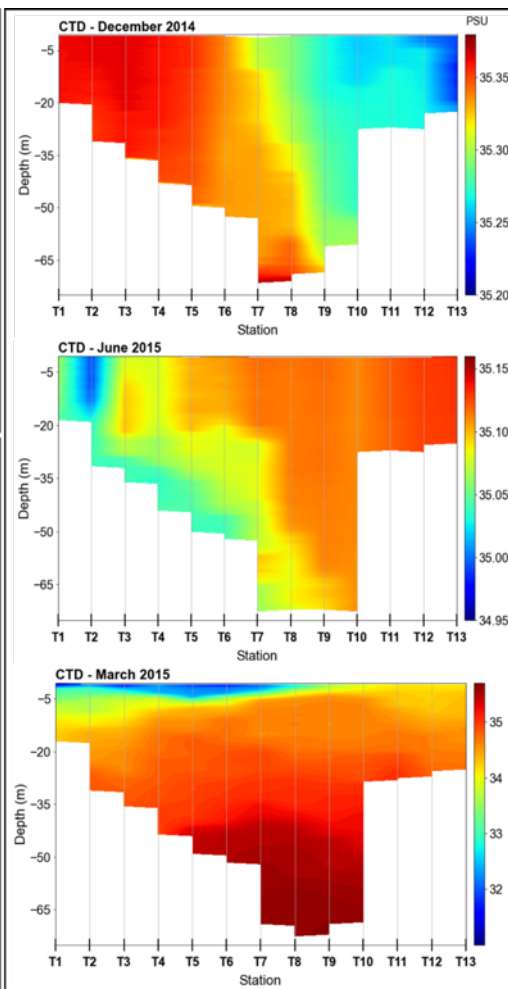 CTD - December 2014
PSU
−5
−20
−35
−50
−65
Depth (m)
35.35
35.30
35.25
35.20
T1 T2 T3 T4 T5 T6 T7 T8 T9 T10 T11 T12 T13
Station
CTD - June 2015
−5
−20
−35
−50
−65
Depth (m)
35.15
35.10
35.05
35.00
34.95
T1 T2 T3 T4 T5 T6 T7 T8 T9 T10 T11 T12 T13
Station
CTD - March 2015
−5
−20
−35
−50
−65
Depth (m)
35
34
33
32
T1 T2 T3 T4 T5 T6 T7 T8 T9 T10 T11 T12 T13
Station